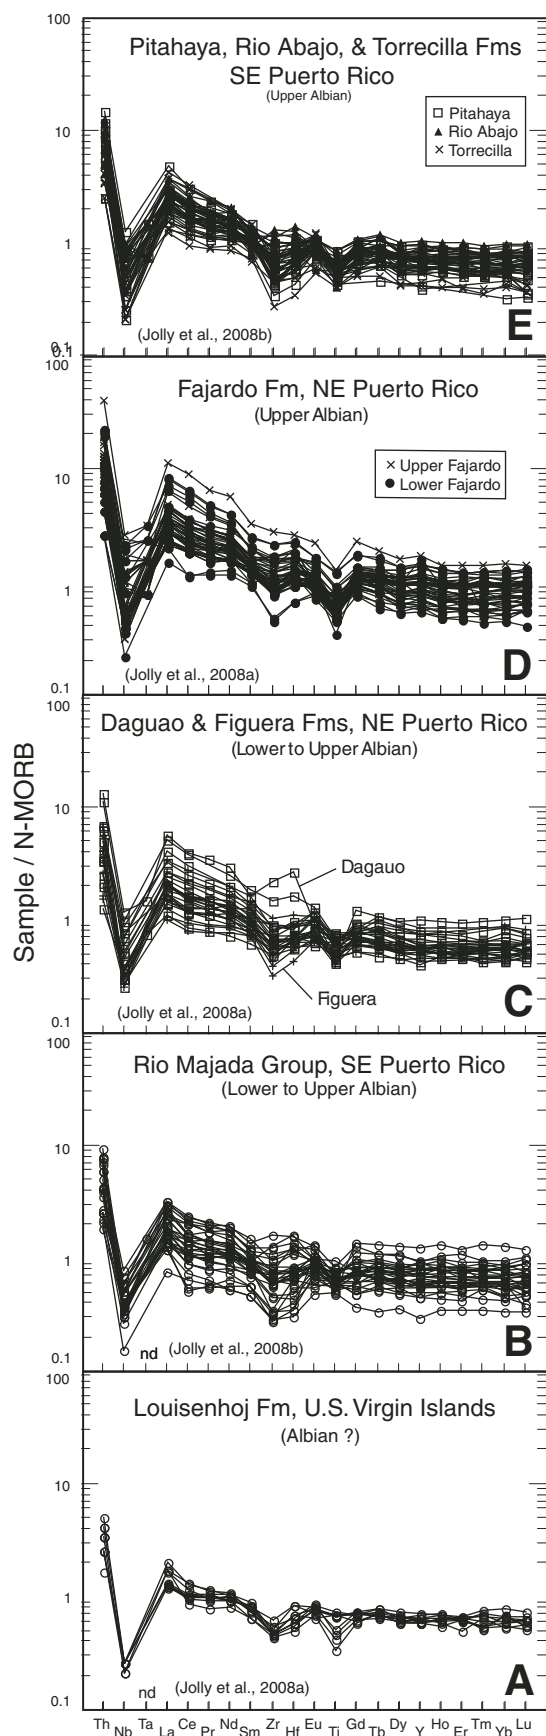 100
Pitahaya, Rio Abajo, & Torrecilla Fms
SE Puerto Rico
(Upper Albian)
Pitahaya
Rio Abajo
Torrecilla
10
1
(Jolly et al., 2008b)
E
0.1
0.1
100
Fajardo Fm, NE Puerto Rico
(Upper Albian)
10
Upper Fajardo
Lower Fajardo
1
(Jolly et al., 2008a)
D
0.1
100
Daguao & Figuera Fms, NE Puerto Rico
(Lower to Upper Albian)
10
Dagauo
1
Figuera
(Jolly et al., 2008a)
C
0.1
Sample / N-MORB
100
Rio Majada Group, SE Puerto Rico
(Lower to Upper Albian)
10
1
nd (Jolly et al., 2008b)
B
0.1
100
Louisenhoj Fm, U.S. Virgin Islands
(Albian ?)
10
1
nd (Jolly et al., 2008a)
A
0.1
Th Nb Ta La Ce Pr Nd Sm Zr Hf Eu Ti Gd Tb Dy Y Ho Er Tm Yb Lu